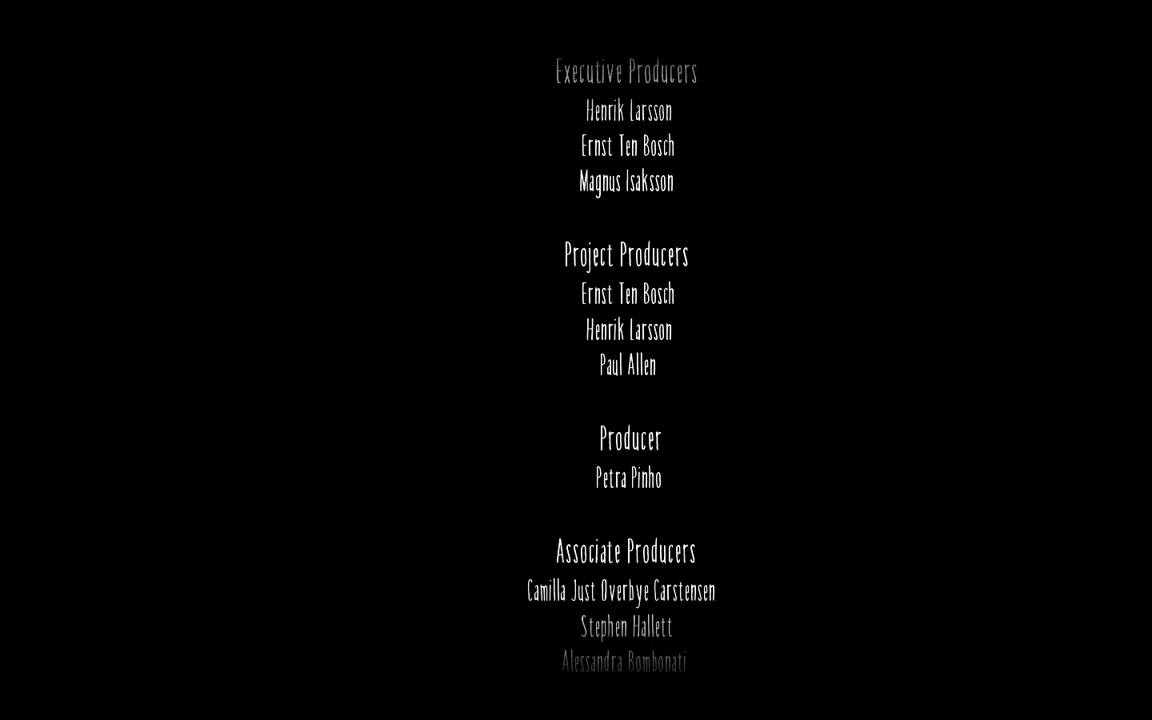 Executive Producers
Henrik Larsson
Ernst Ten Bosch
Magnus Isaksson
Project Producers
Ernst Ten Bosch
Henrik Larsson
Paul Allen
Producer
Petra Pinho
Associate Producers
Camilla Just Overbye Carstensen
Stephen Hallett
Alessandra Bombonati